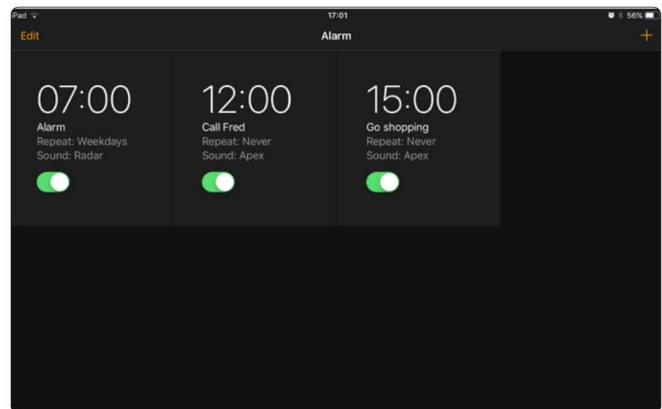 iPad 17:01 56%
Edit Alarm +
07:00
Alarm
Repeat: Weekdays
Sound: Radar
12:00
Call Fred
Repeat: Never
Sound: Apex
15:00
Go shopping
Repeat: Never
Sound: Apex